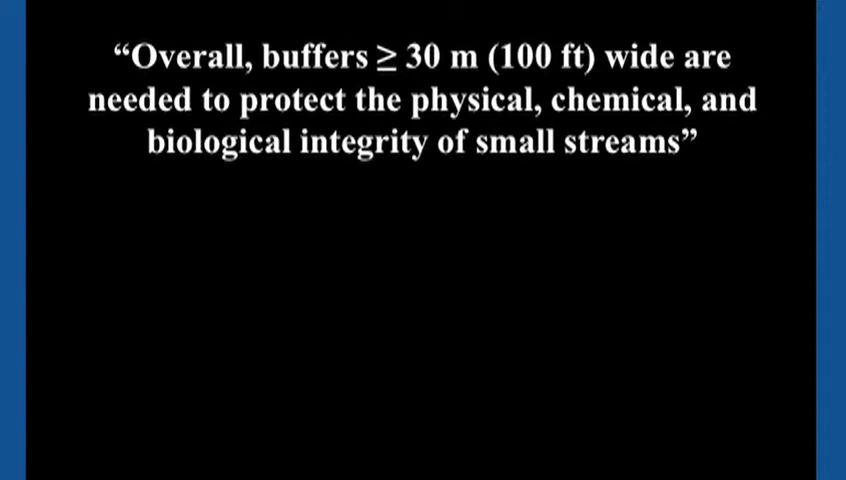 “Overall, buffers ≥ 30 m (100 ft) wide are
needed to protect the physical, chemical, and
biological integrity of small streams”